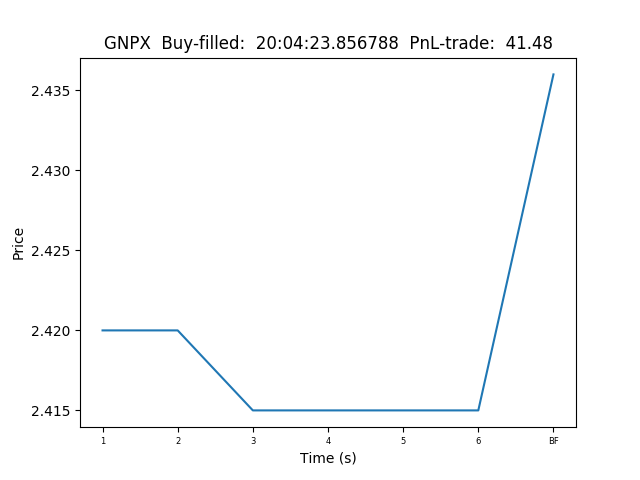 GNPX  Buy-filled:  20:04:23.856788  PnL-trade:  41.48
Price
2.435
2.430
2.425
2.420
2.415
1 2 3 4 5 6 BF
Time (s)